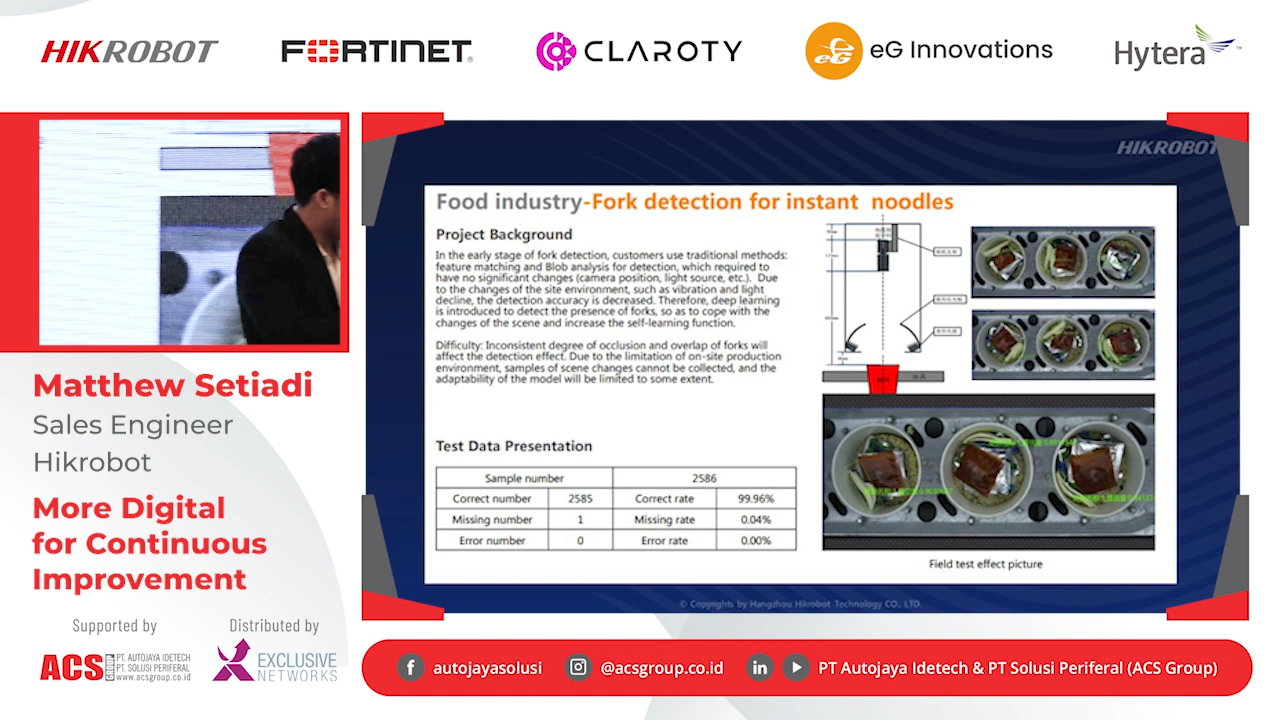 HIKROBOT
FORTINET
CLAROTY
eG
eG Innovations
Hytera
HIKROBOT
Food industry-Fork detection for instant noodles
Project Background
In the early stage of fork detection, customers use traditional methods:
feature matching and Blob analysis for detection, which required to
have no significant changes (camera position, light source, etc.). Due
to the changes of the site environment, such as vibration and light
decline, the detection accuracy is decreased. Therefore, deep learning
is introduced to detect the presence of forks, so as to cope with the
changes of the scene and increase the self-learning function.
Difficulty: Inconsistent degree of occlusion and overlap of forks will
affect the detection effect. Due to the limitation of on-site production
environment, samples of scene changes cannot be collected, and the
adaptability of the model will be limited to some extent.
Test Data Presentation
Sample number 2586
Correct number 2585 Correct rate 99.96%
Missing number 1 Missing rate 0.04%
Error number 0 Error rate 0.00%
Field test effect picture
© Copyrights by Hangzhou Hikrobot Technology CO., LTD.
Matthew Setiadi
Sales Engineer
Hikrobot
More Digital
for Continuous
Improvement
Supported by
Distributed by
ACS
PT. AUTOJAYA IDETECH
PT. SOLUSI PERIFERAL
www.acsgroup.co.id
EXCLUSIVE
NETWORKS
autojayasolusi
@acsgroup.co.id
PT Autojaya Idetech & PT Solusi Periferal (ACS Group)